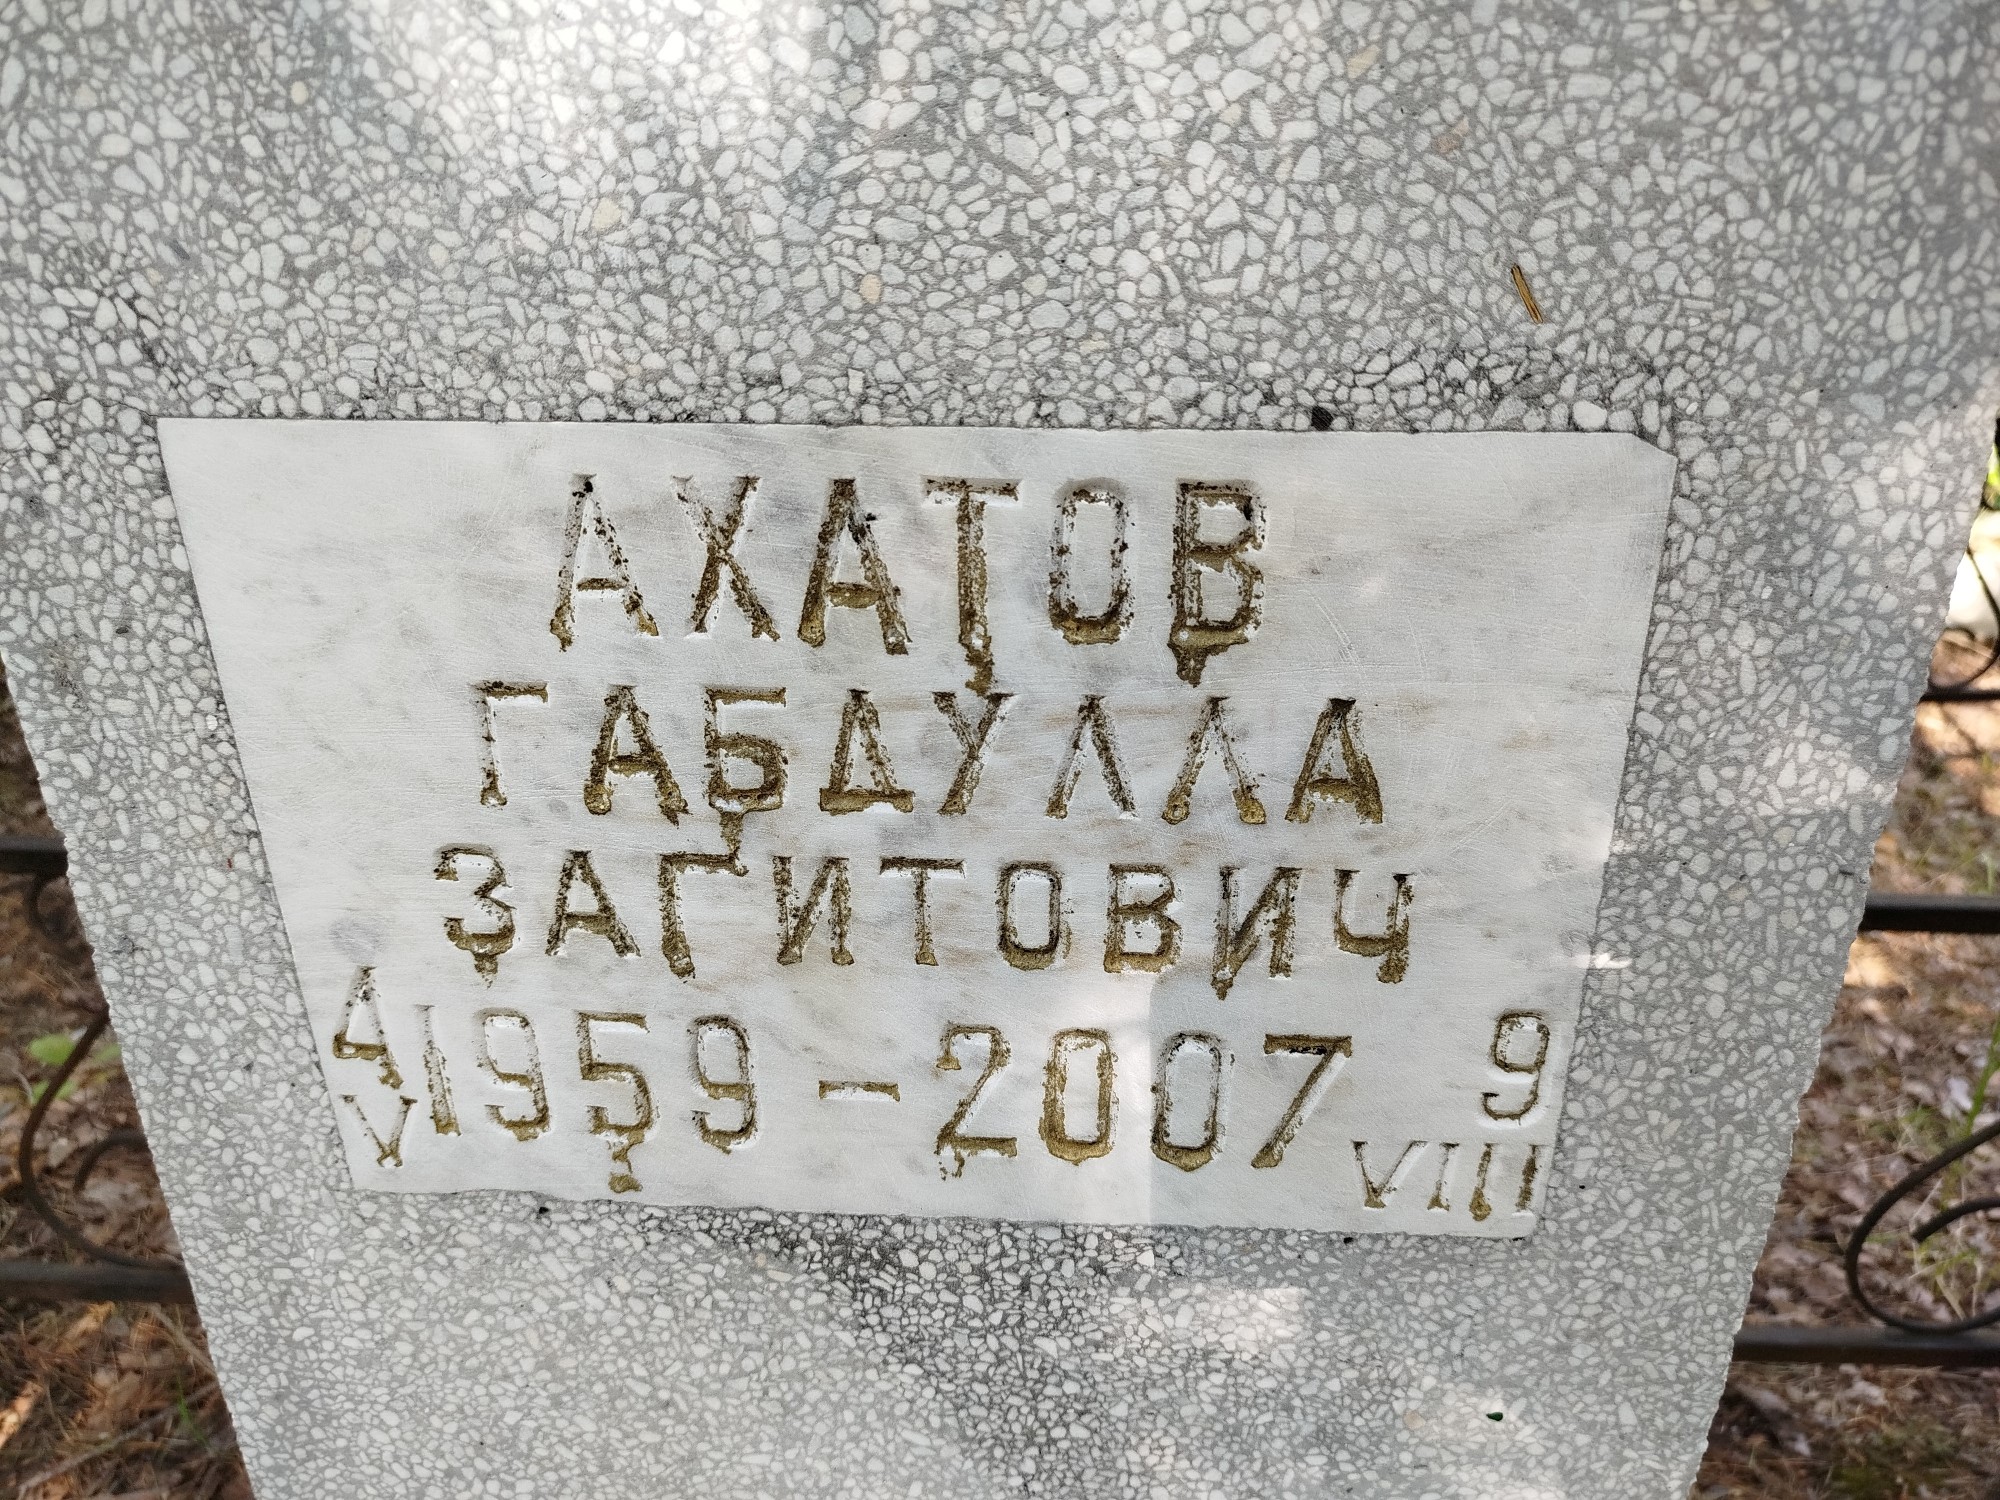 АХАТОВ
ГАБДУЛЛА
ЗАГИТОВИЧ
4 1959 – 2007 9
V VIII